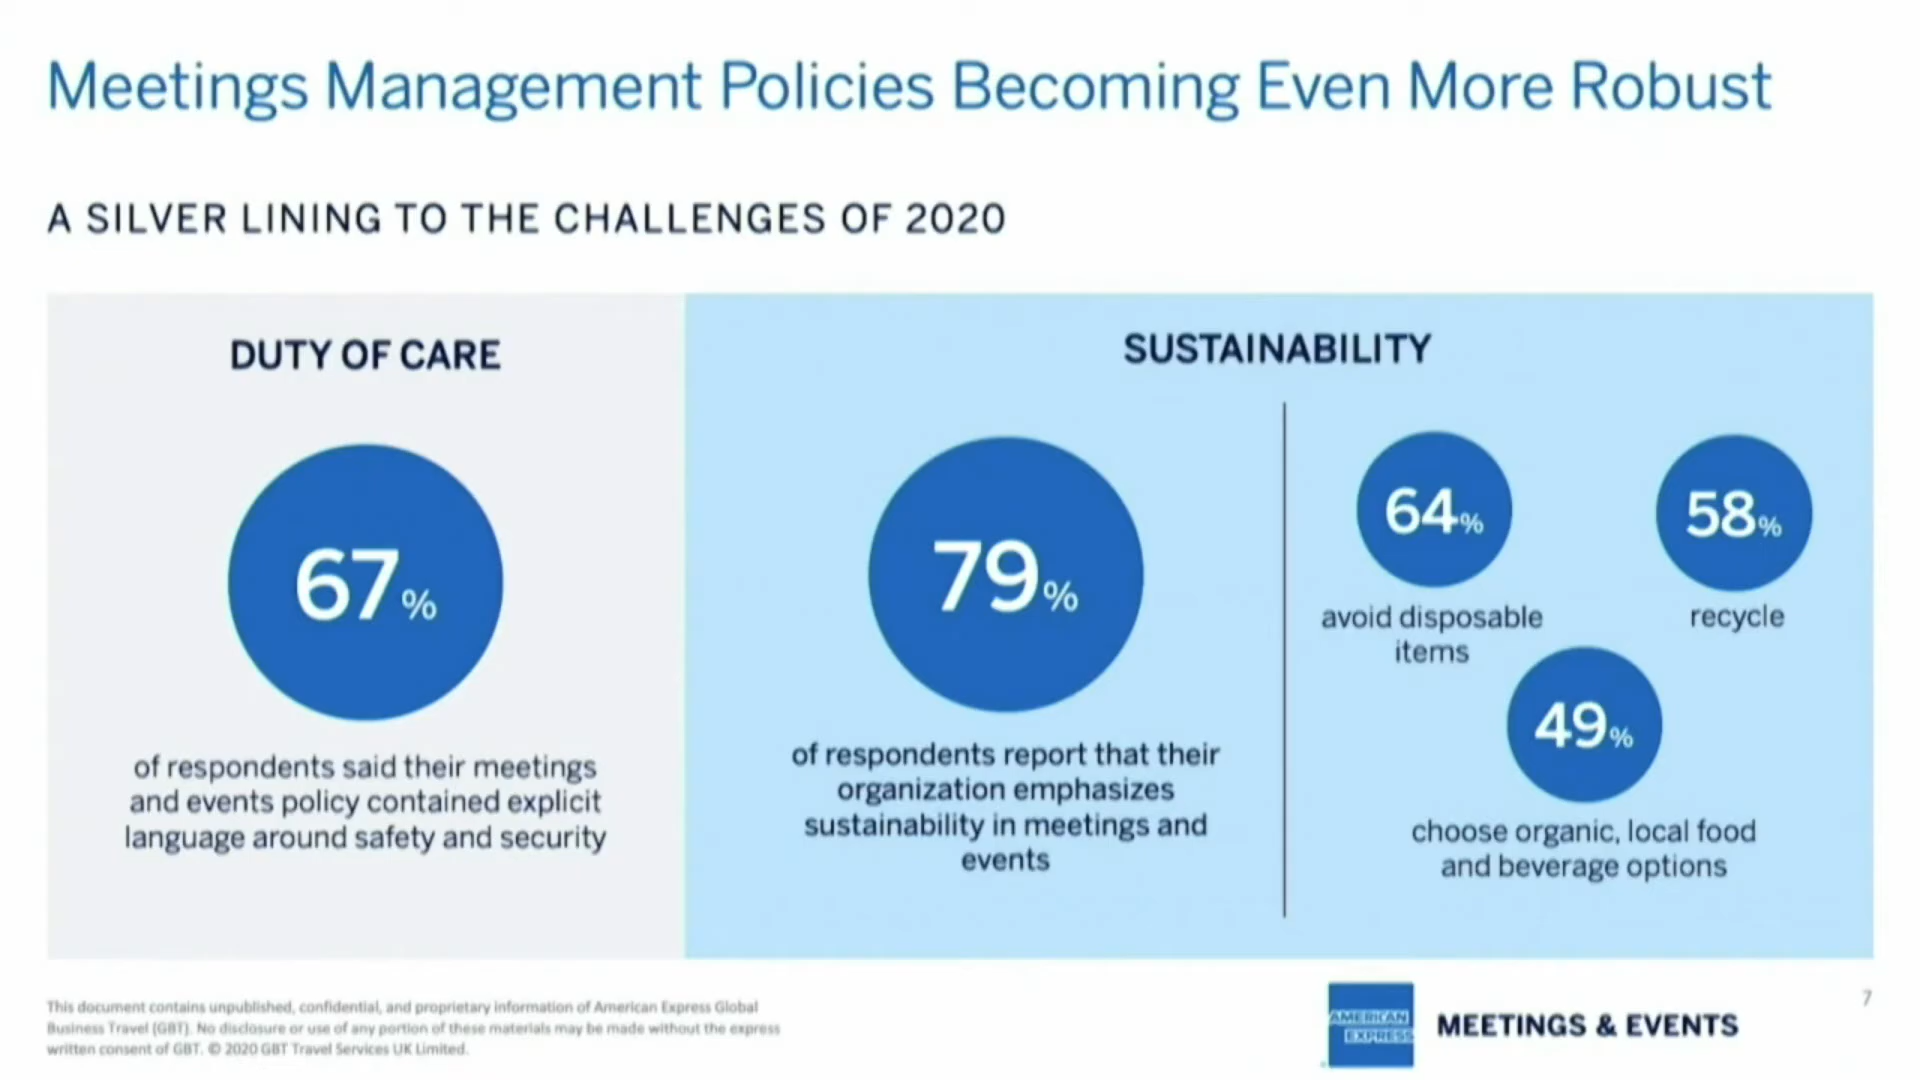 Meetings Management Policies Becoming Even More Robust
A SILVER LINING TO THE CHALLENGES OF 2020
DUTY OF CARE
67%
of respondents said their meetings
and events policy contained explicit
language around safety and security
SUSTAINABILITY
79%
of respondents report that their
organization emphasizes
sustainability in meetings and
events
64%
avoid disposable
items
58%
recycle
49%
choose organic, local food
and beverage options
This document contains unpublished, confidential, and proprietary information of American Express Global
Business Travel (GBT). No disclosure or use of any portion of these materials may be made without the express
written consent of GBT. © 2020 GBT Travel Services UK Limited.
AMERICAN
EXPRESS
MEETINGS & EVENTS
7